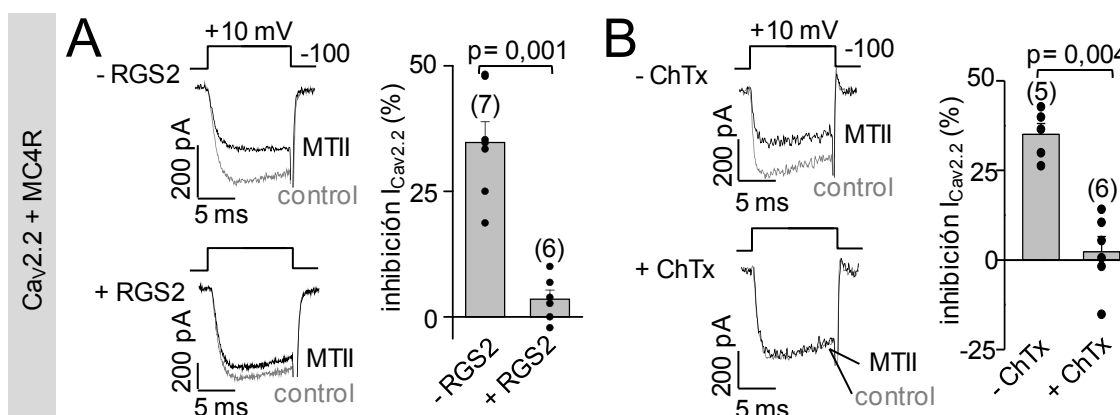 CaV2.2 + MC4R
A
+10 mV
-100
- RGS2
MTII
control
200 pA
5 ms
+ RGS2
MTII
control
200 pA
5 ms
p= 0,001
inhibición ICav2.2 (%)
50
25
0
(7)
(6)
- RGS2
+ RGS2
B
+10 mV
-100
- ChTx
MTII
control
200 pA
5 ms
+ ChTx
MTII
control
200 pA
5 ms
p= 0,004
inhibición ICav2.2 (%)
50
25
0
-25
(5)
(6)
- ChTx
+ ChTx